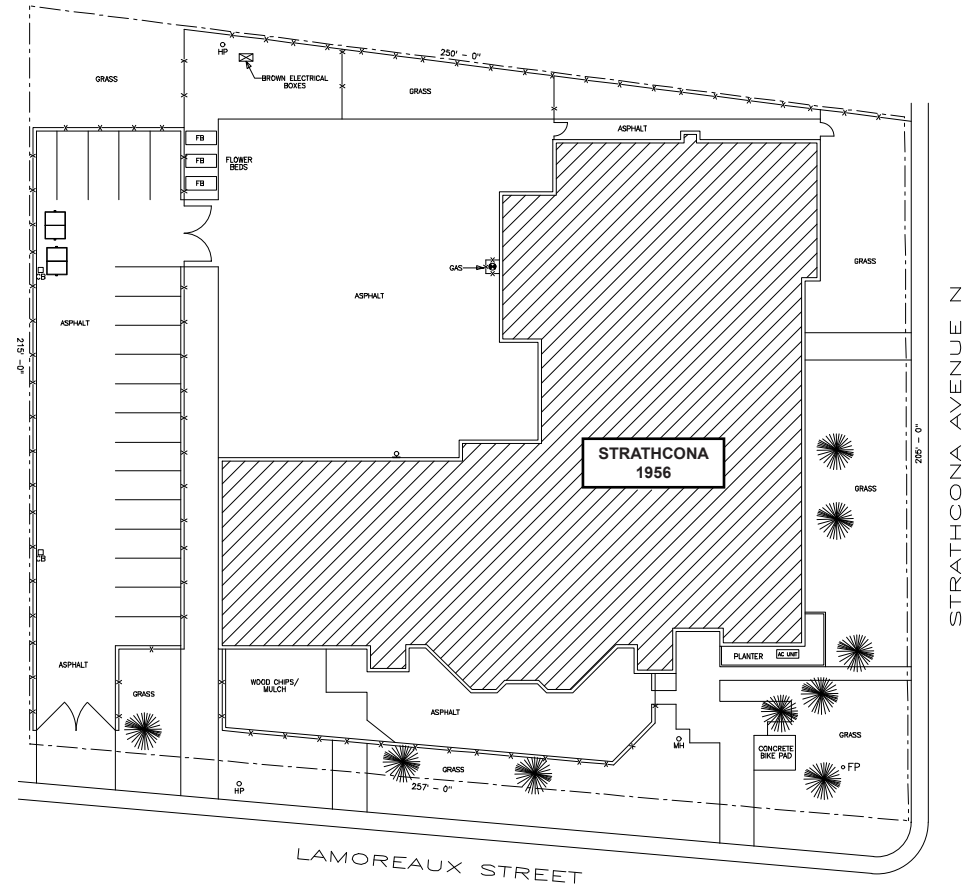 250' - 0"
HP
BROWN ELECTRICAL
BOXES
GRASS
GRASS
ASPHALT
FB
FB
FB
FLOWER
BEDS
GAS
GRASS
CB
ASPHALT
ASPHALT
215' -0"
STRATHCONA AVENUE N
205' - 0"
STRATHCONA
1956
GRASS
CB
ASPHALT
PLANTER
AC UNIT
WOOD CHIPS/
MULCH
GRASS
ASPHALT
MH
CONCRETE
BIKE PAD
GRASS
FP
GRASS
HP
257' - 0"
LAMOREAUX STREET